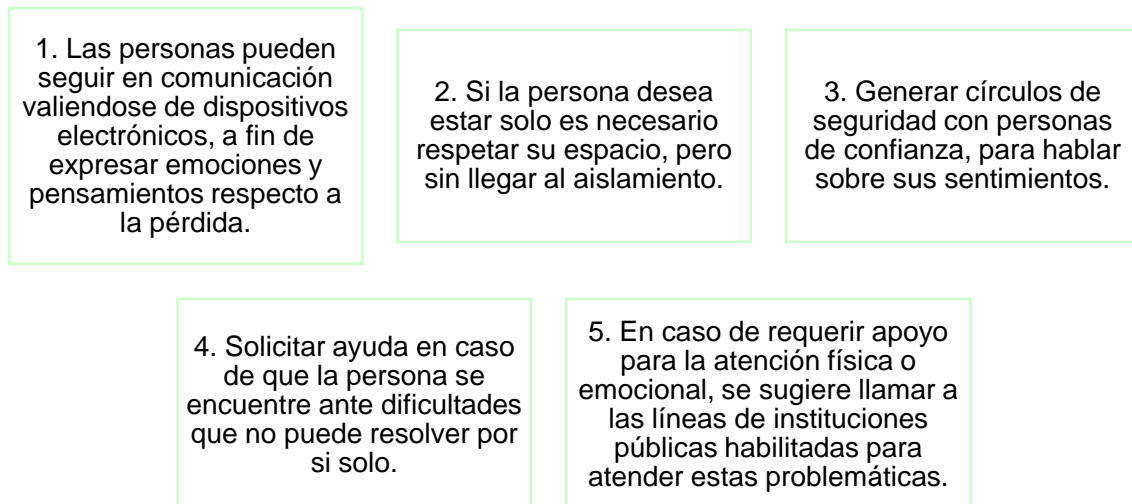 1. Las personas pueden
seguir en comunicación
valiendose de dispositivos
electrónicos, a fin de
expresar emociones y
pensamientos respecto a
la pérdida.
2. Si la persona desea
estar solo es necesario
respetar su espacio, pero
sin llegar al aislamiento.
3. Generar círculos de
seguridad con personas
de confianza, para hablar
sobre sus sentimientos.
4. Solicitar ayuda en caso
de que la persona se
encuentre ante dificultades
que no puede resolver por
si solo.
5. En caso de requerir apoyo
para la atención física o
emocional, se sugiere llamar a
las líneas de instituciones
públicas habilitadas para
atender estas problemáticas.